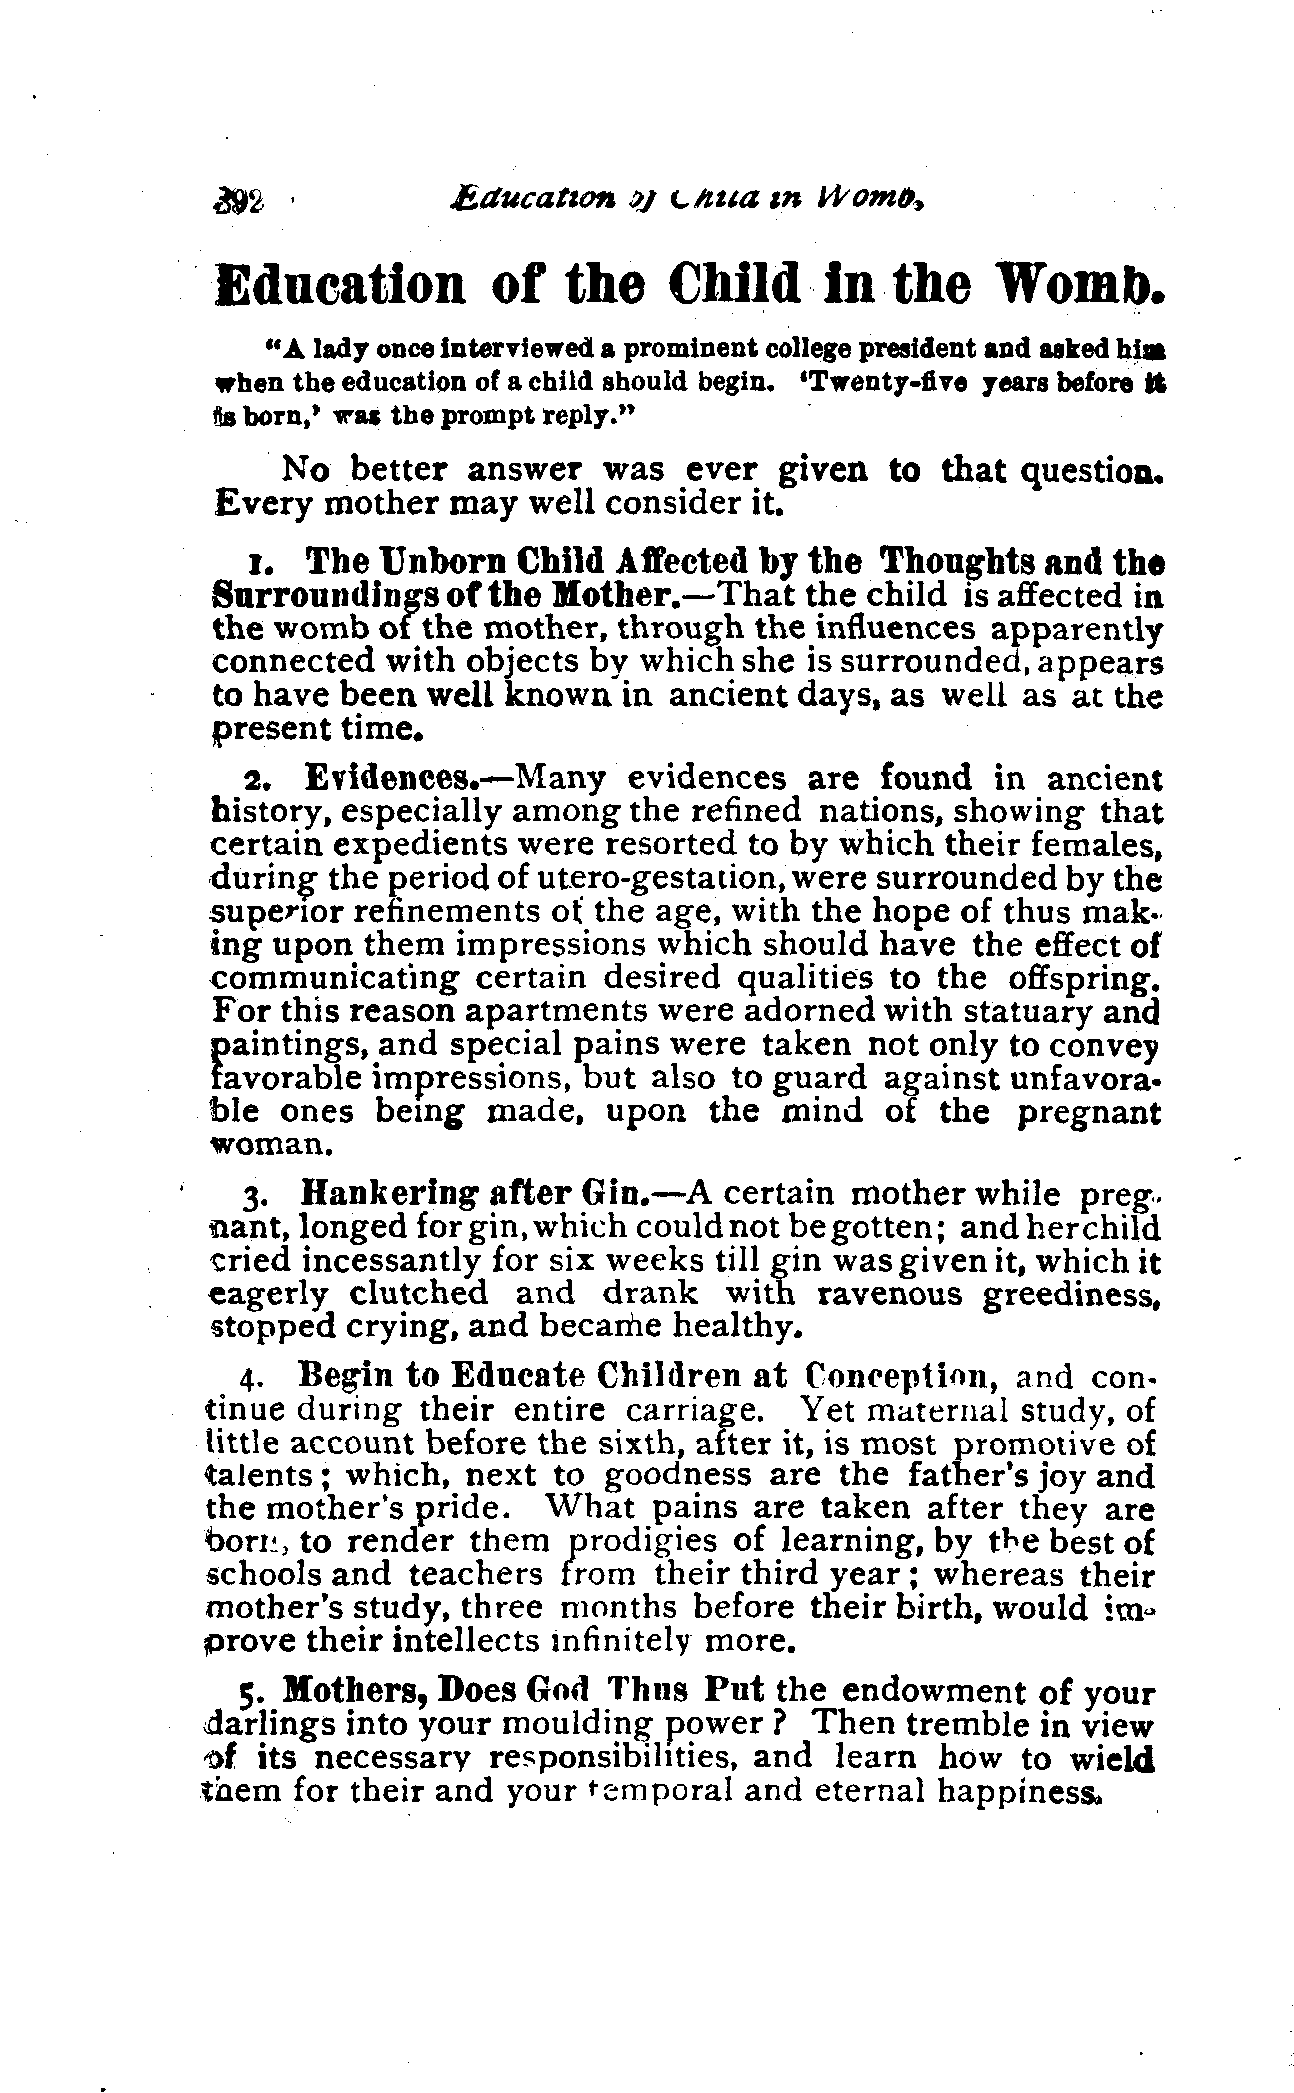 392 Education of Child in Womb.
Education of the Child in the Womb.
"A lady once interviewed a prominent college president and asked him
when the education of a child should begin. 'Twenty-five years before it
is born,' was the prompt reply."
No better answer was ever given to that question.
Every mother may well consider it.
1. The Unborn Child Affected by the Thoughts and the
Surroundings of the Mother.—That the child is affected in
the womb of the mother, through the influences apparently
connected with objects by which she is surrounded, appears
to have been well known in ancient days, as well as at the
present time.
2. Evidences.—Many evidences are found in ancient
history, especially among the refined nations, showing that
certain expedients were resorted to by which their females,
during the period of utero-gestation, were surrounded by the
superior refinements of the age, with the hope of thus mak-
ing upon them impressions which should have the effect of
communicating certain desired qualities to the offspring.
For this reason apartments were adorned with statuary and
paintings, and special pains were taken not only to convey
favorable impressions, but also to guard against unfavora-
ble ones being made, upon the mind of the pregnant
woman.
3. Hankering after Gin.—A certain mother while preg-
nant, longed for gin, which could not be gotten; and her child
cried incessantly for six weeks till gin was given it, which it
eagerly clutched and drank with ravenous greediness,
stopped crying, and became healthy.
4. Begin to Educate Children at Conception, and con-
tinue during their entire carriage. Yet maternal study, of
little account before the sixth, after it, is most promotive of
talents; which, next to goodness are the father's joy and
the mother's pride. What pains are taken after they are
born, to render them prodigies of learning, by the best of
schools and teachers from their third year; whereas their
mother's study, three months before their birth, would im-
prove their intellects infinitely more.
5. Mothers, Does God Thus Put the endowment of your
darlings into your moulding power? Then tremble in view
of its necessary responsibilities, and learn how to wield
them for their and your temporal and eternal happiness.